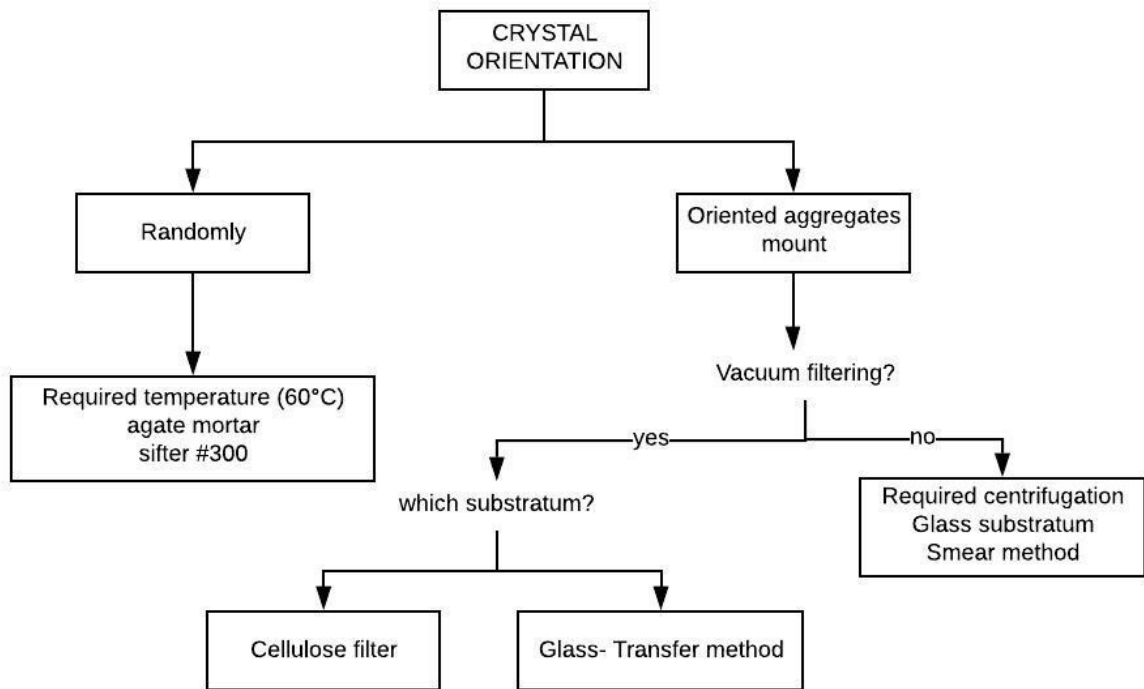 CRYSTAL
ORIENTATION
Randomly
Oriented aggregates
mount
Required temperature (60°C)
agate mortar
sifter #300
Vacuum filtering?
yes
no
which substratum?
Required centrifugation
Glass substratum
Smear method
Cellulose filter
Glass- Transfer method